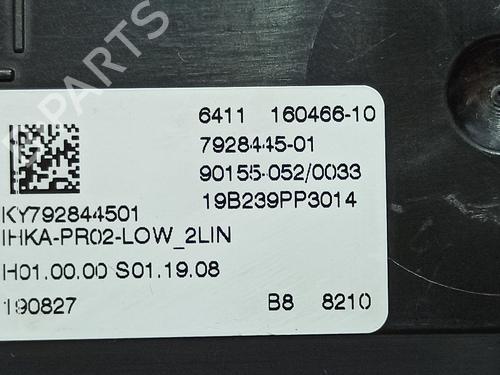 6411 160466-10
7928445-01
90155-052/0033
19B239PP3014
KY792844501
IHKA-PR02-LOW_2LIN
H01.00.00 S01.19.08
190827 B8 8210